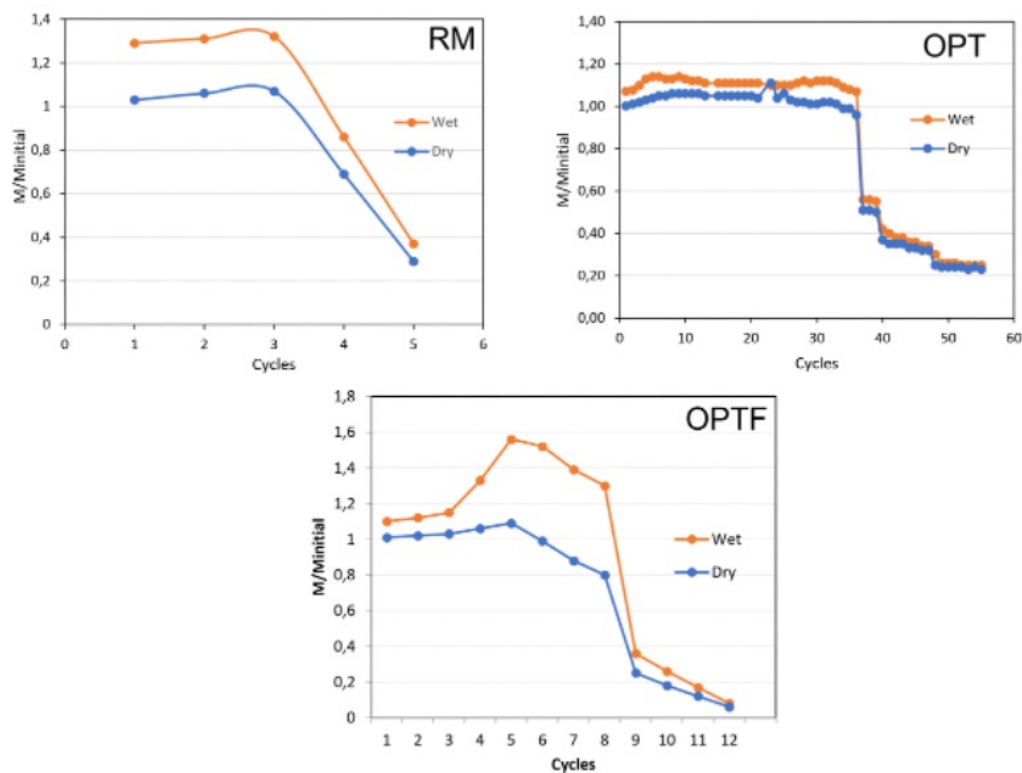 RM
1,4
1,2
1
0,8
0,6
0,4
0,2
0
M/Minitial
Wet
Dry
0 1 2 3 4 5 6
Cycles
OPT
1,40
1,20
1,00
0,80
0,60
0,40
0,20
0,00
M/Minitial
Wet
Dry
0 10 20 30 40 50 60
Cycles
OPTF
1,8
1,6
1,4
1,2
1
0,8
0,6
0,4
0,2
0
M/Minitial
Wet
Dry
1 2 3 4 5 6 7 8 9 10 11 12
Cycles